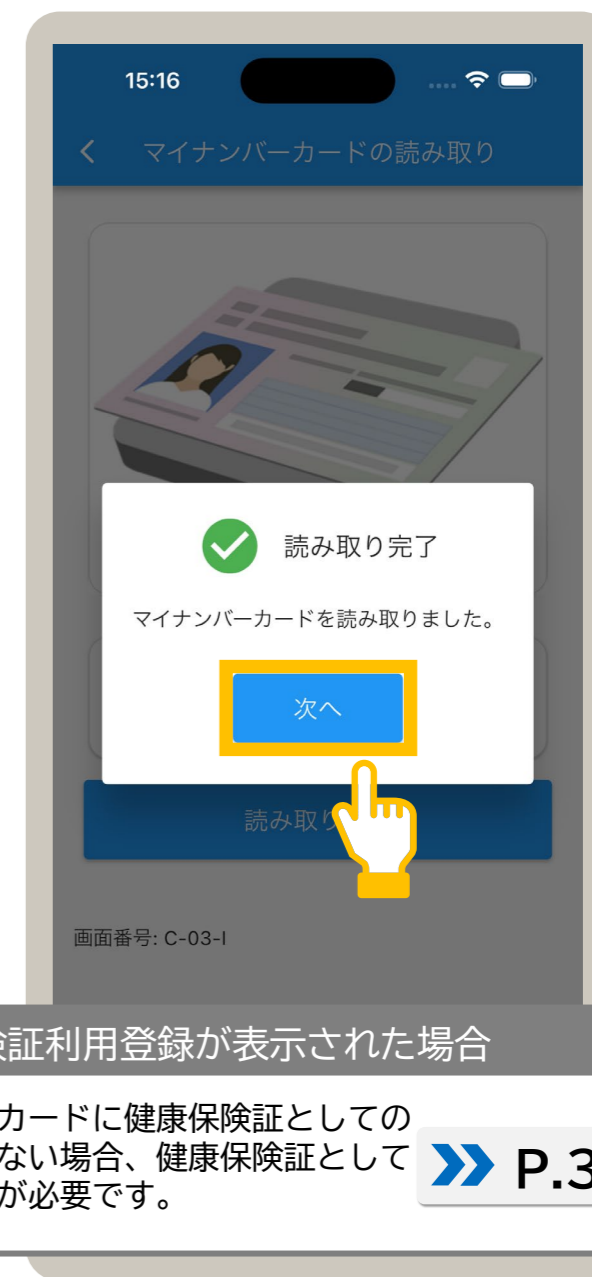 15:16
マイナンバーカードの読み取り
読み取り完了
マイナンバーカードを読み取りました。
次へ
読み取り
画面番号: C-03-I
証利用登録が表示された場合
カードに健康保険証としての
ない場合、健康保険証として
が必要です。
P.3